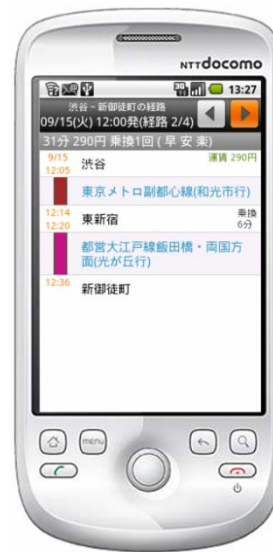 NTT docomo
3G
13:27
渋谷 – 新御徒町の経路
09/15(火) 12:00発(経路 2/4)
31分 290円 乗換1回 ( 早 安 楽 )
9/15
12:05
渋谷
運賃 290円
東京メトロ副都心線(和光市行)
12:14
12:20
東新宿
乗換
6分
都営大江戸線飯田橋・両国方
面(光が丘行)
12:36
新御徒町
menu